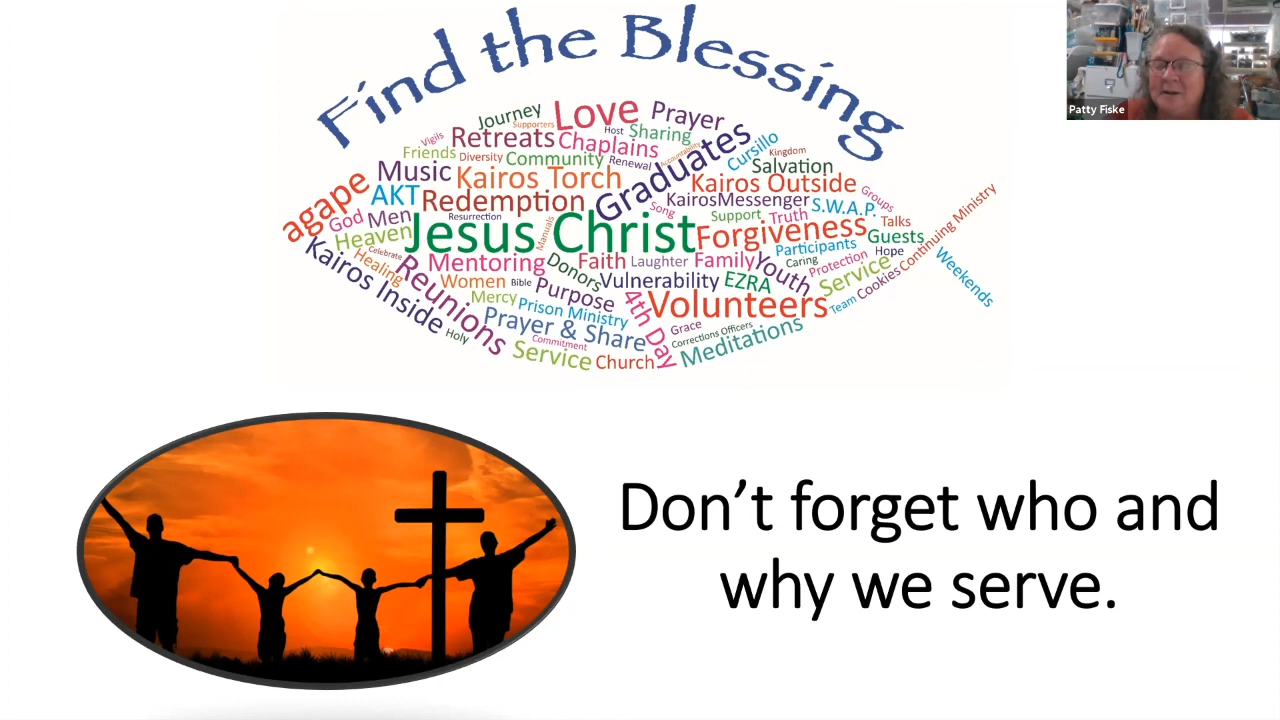 Find the Blessing
Patty Fiske
Journey
Supporters
Love
Prayer
Vigils
Retreats
Host
Sharing
Chaplains
Accountability
Graduates
Cursillo
Friends
Diversity
Community
Renewal
Kingdom
Salvation
agape
Music
Kairos Torch
Kairos Outside
Groups
AKT
Redemption
KairosMessenger
S.W.A.P.
God
Men
Resurrection
Song
Support
Truth
Talks
Continuing Ministry
Heaven
Jesus Christ
Manuals
Forgiveness
Guests
Kairos Inside
Celebrate
Participants
Hope
Healing
Reunions
Mentoring
Donors
Faith
Laughter
Family
Youth
Caring
Protection
Service
Weekends
Women
Bible
Purpose
Vulnerability
EZRA
Cookies
Mercy
Prison Ministry
4th Day
Volunteers
Team
Holy
Prayer & Share
Grace
Corrections Officers
Commitment
Service
Church
Meditations
Don’t forget who and
why we serve.